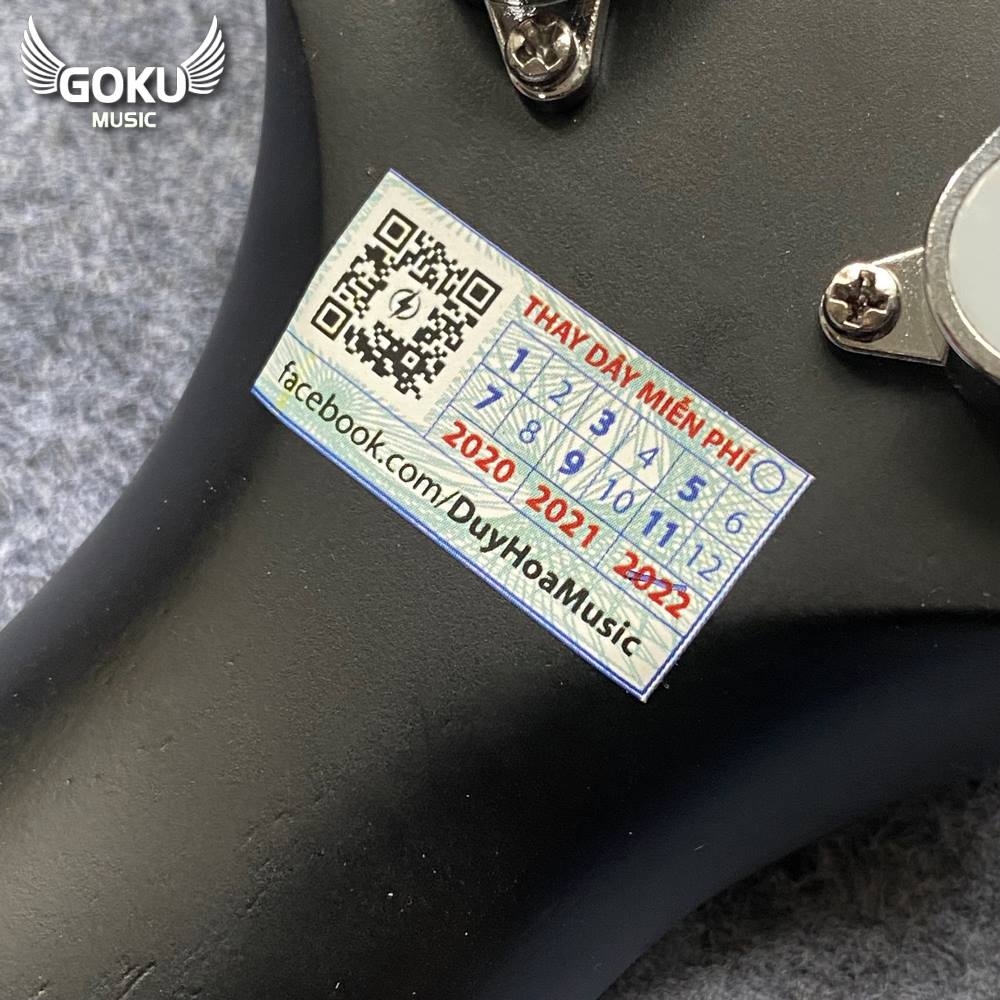 GOKU
MUSIC
THAY DÂY MIỄN PHÍ
1 2 3 4 5 6
7 8 9 10 11 12
2020 2021 2022
facebook.com/DuyHoaMusic